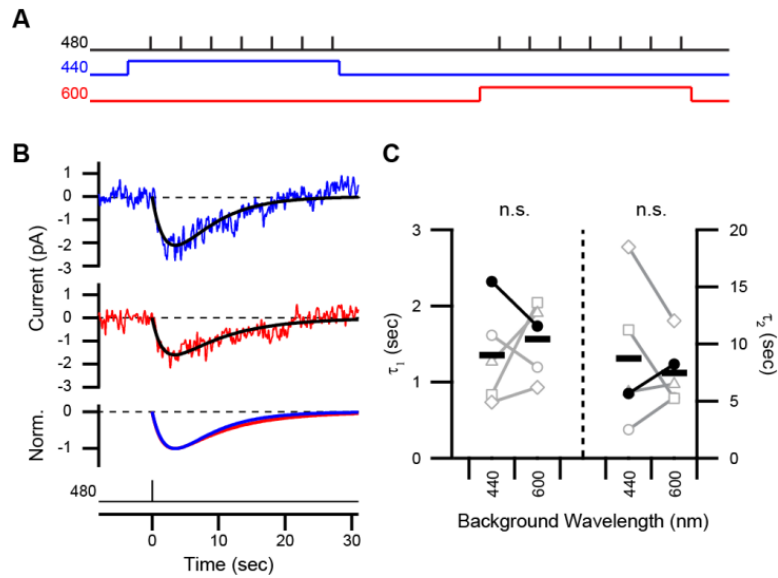 A
480
440
600
B
C
1
0
-1
-2
-3
Current (pA)
1
0
-1
-2
-3
0
-1
Norm.
480
0 10 20 30
Time (sec)
n.s. n.s.
3
2
1
0
τ1 (sec)
20
15
10
5
0
τ2 (sec)
440 600 440 600
Background Wavelength (nm)